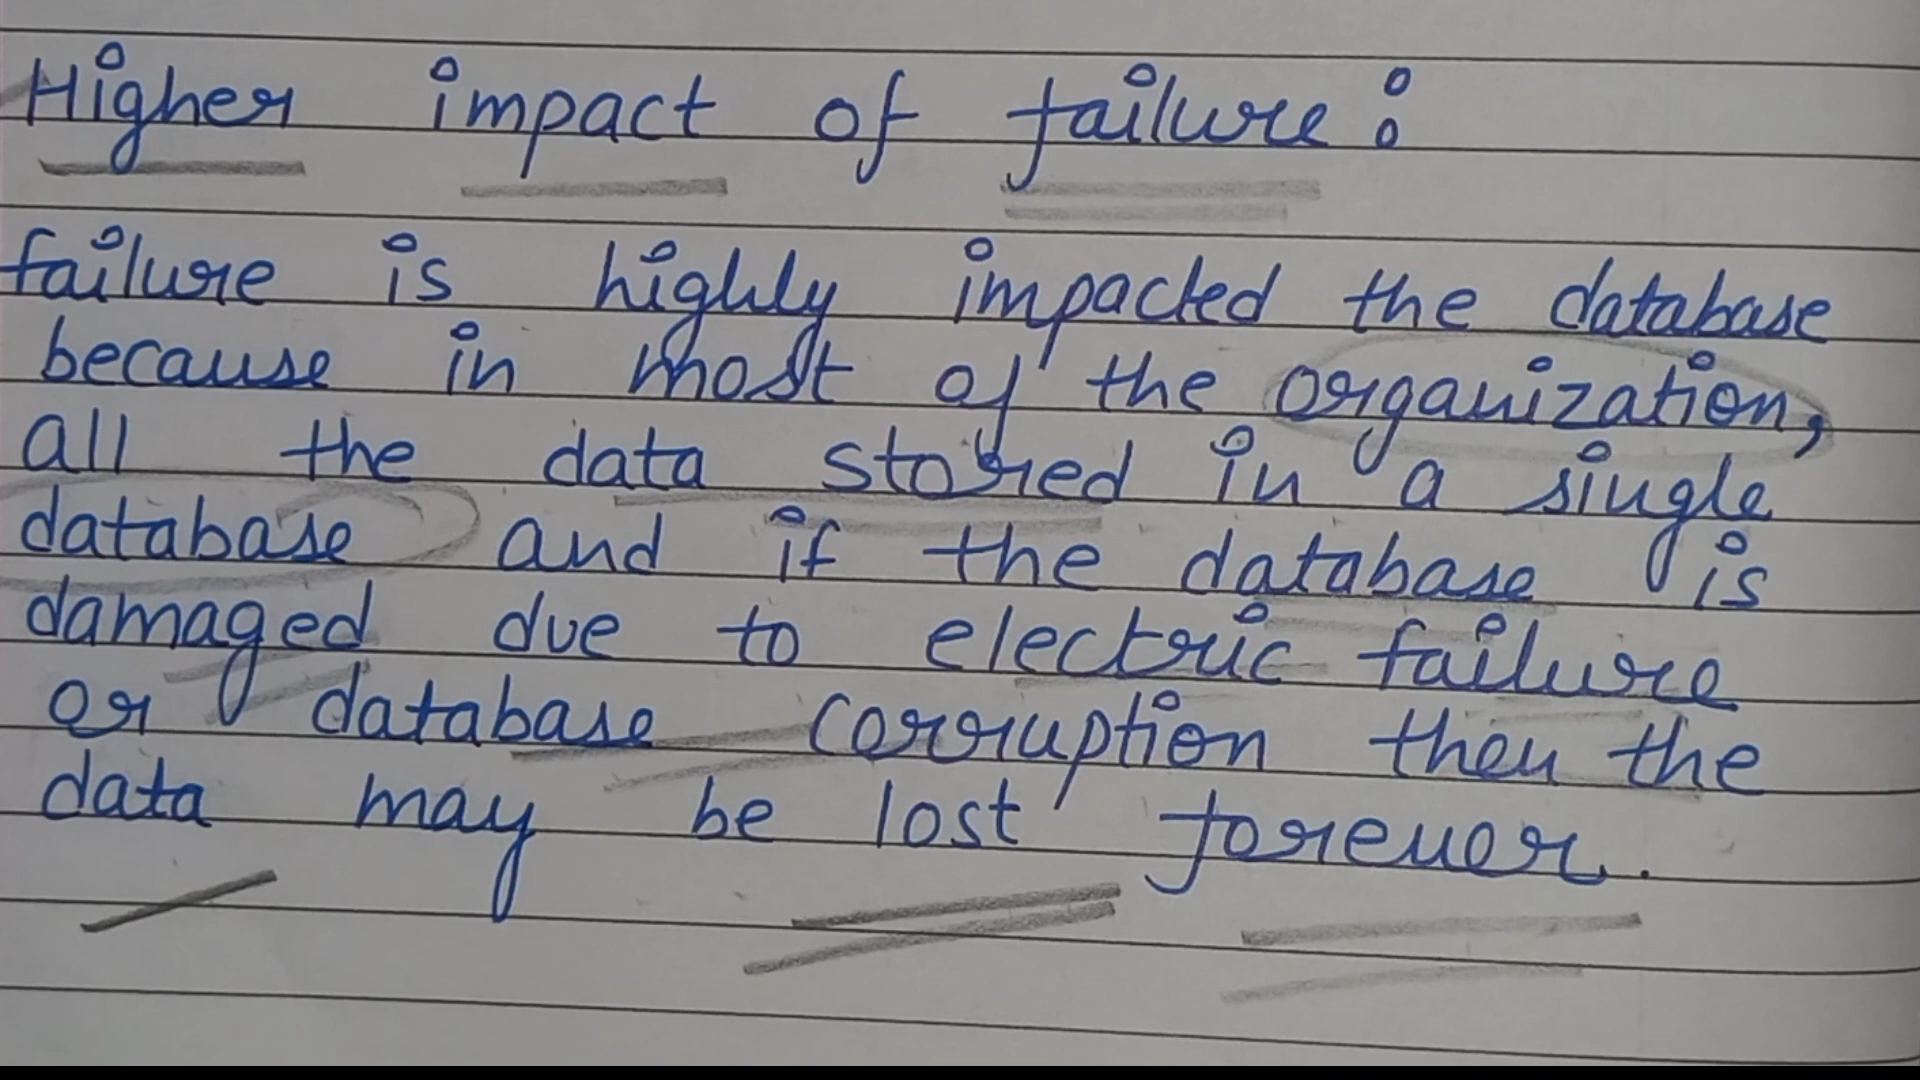 Higher impact of failure:
failure is highly impacted the database
because in most of the organization,
all the data stored in a single
database and if the database is
damaged due to electric failure
or database corruption then the
data may be lost forever.